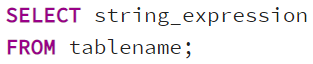 SELECT string_expression
FROM tablename;